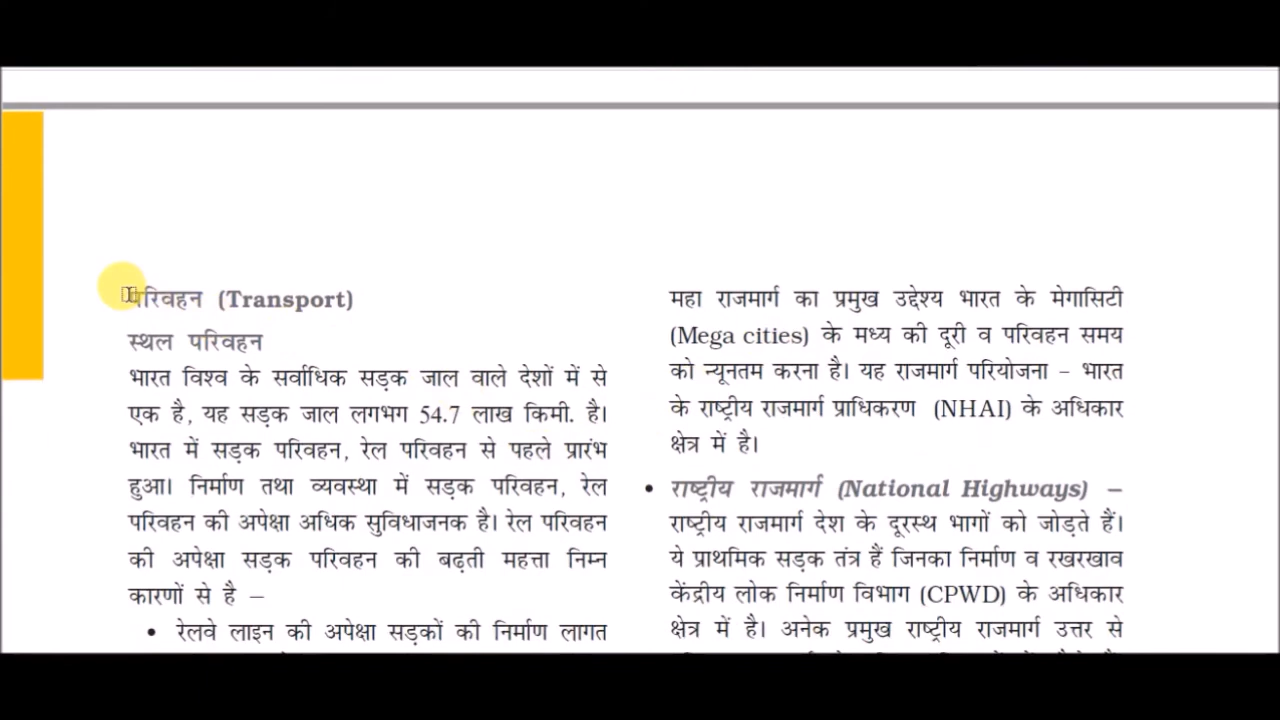 परिवहन (Transport)
स्थल परिवहन
भारत विश्व के सर्वाधिक सड़क जाल वाले देशों में से
एक है, यह सड़क जाल लगभग 54.7 लाख किमी. है।
भारत में सड़क परिवहन, रेल परिवहन से पहले प्रारंभ
हुआ। निर्माण तथा व्यवस्था में सड़क परिवहन, रेल
परिवहन की अपेक्षा अधिक सुविधाजनक है। रेल परिवहन
की अपेक्षा सड़क परिवहन की बढ़ती महत्ता निम्न
कारणों से है –
• रेलवे लाइन की अपेक्षा सड़कों की निर्माण लागत
महा राजमार्ग का प्रमुख उद्देश्य भारत के मेगासिटी
(Mega cities) के मध्य की दूरी व परिवहन समय
को न्यूनतम करना है। यह राजमार्ग परियोजना – भारत
के राष्ट्रीय राजमार्ग प्राधिकरण (NHAI) के अधिकार
क्षेत्र में है।
• राष्ट्रीय राजमार्ग (National Highways) –
राष्ट्रीय राजमार्ग देश के दूरस्थ भागों को जोड़ते हैं।
ये प्राथमिक सड़क तंत्र हैं जिनका निर्माण व रखरखाव
केंद्रीय लोक निर्माण विभाग (CPWD) के अधिकार
क्षेत्र में है। अनेक प्रमुख राष्ट्रीय राजमार्ग उत्तर से